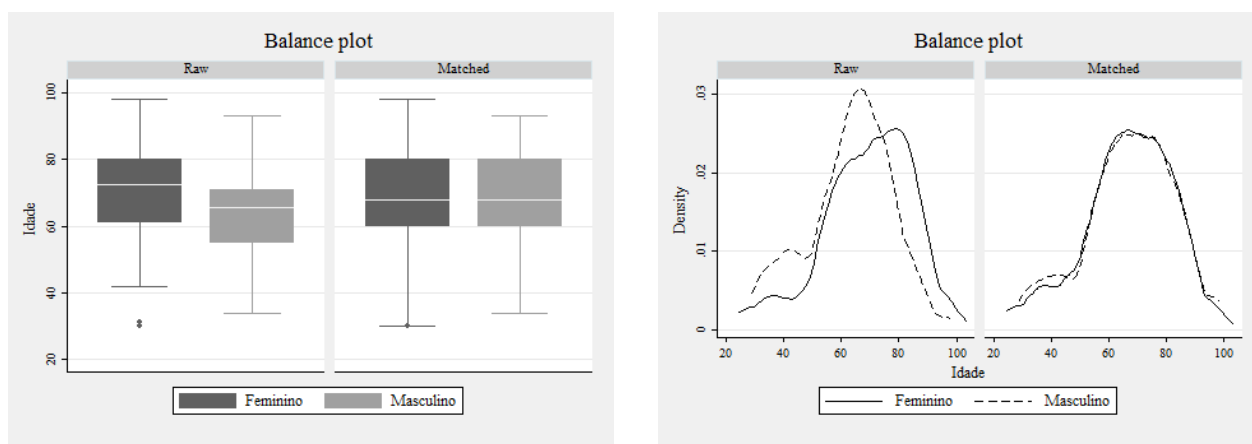 Balance plot
Raw Matched
100
80
60
40
20
Idade
Feminino Masculino
Balance plot
Raw Matched
.03
.02
.01
0
Density
20 40 60 80 100 20 40 60 80 100
Idade
Feminino Masculino